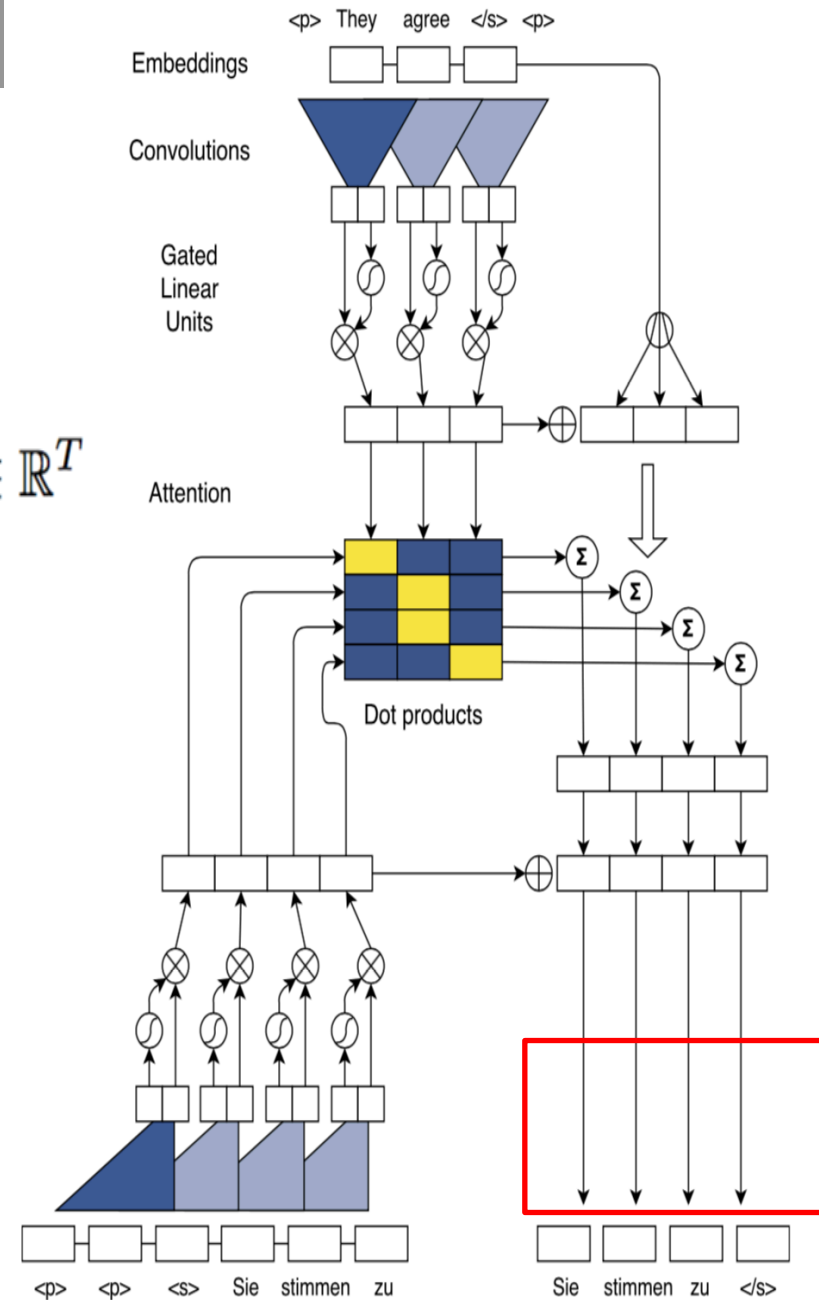 <p> They agree </s> <p>
Embeddings
Convolutions
Gated
Linear
Units
ℝ^T
Attention
Σ
Σ
Σ
Σ
Dot products
<p> <p> <s> Sie stimmen zu
Sie stimmen zu </s>